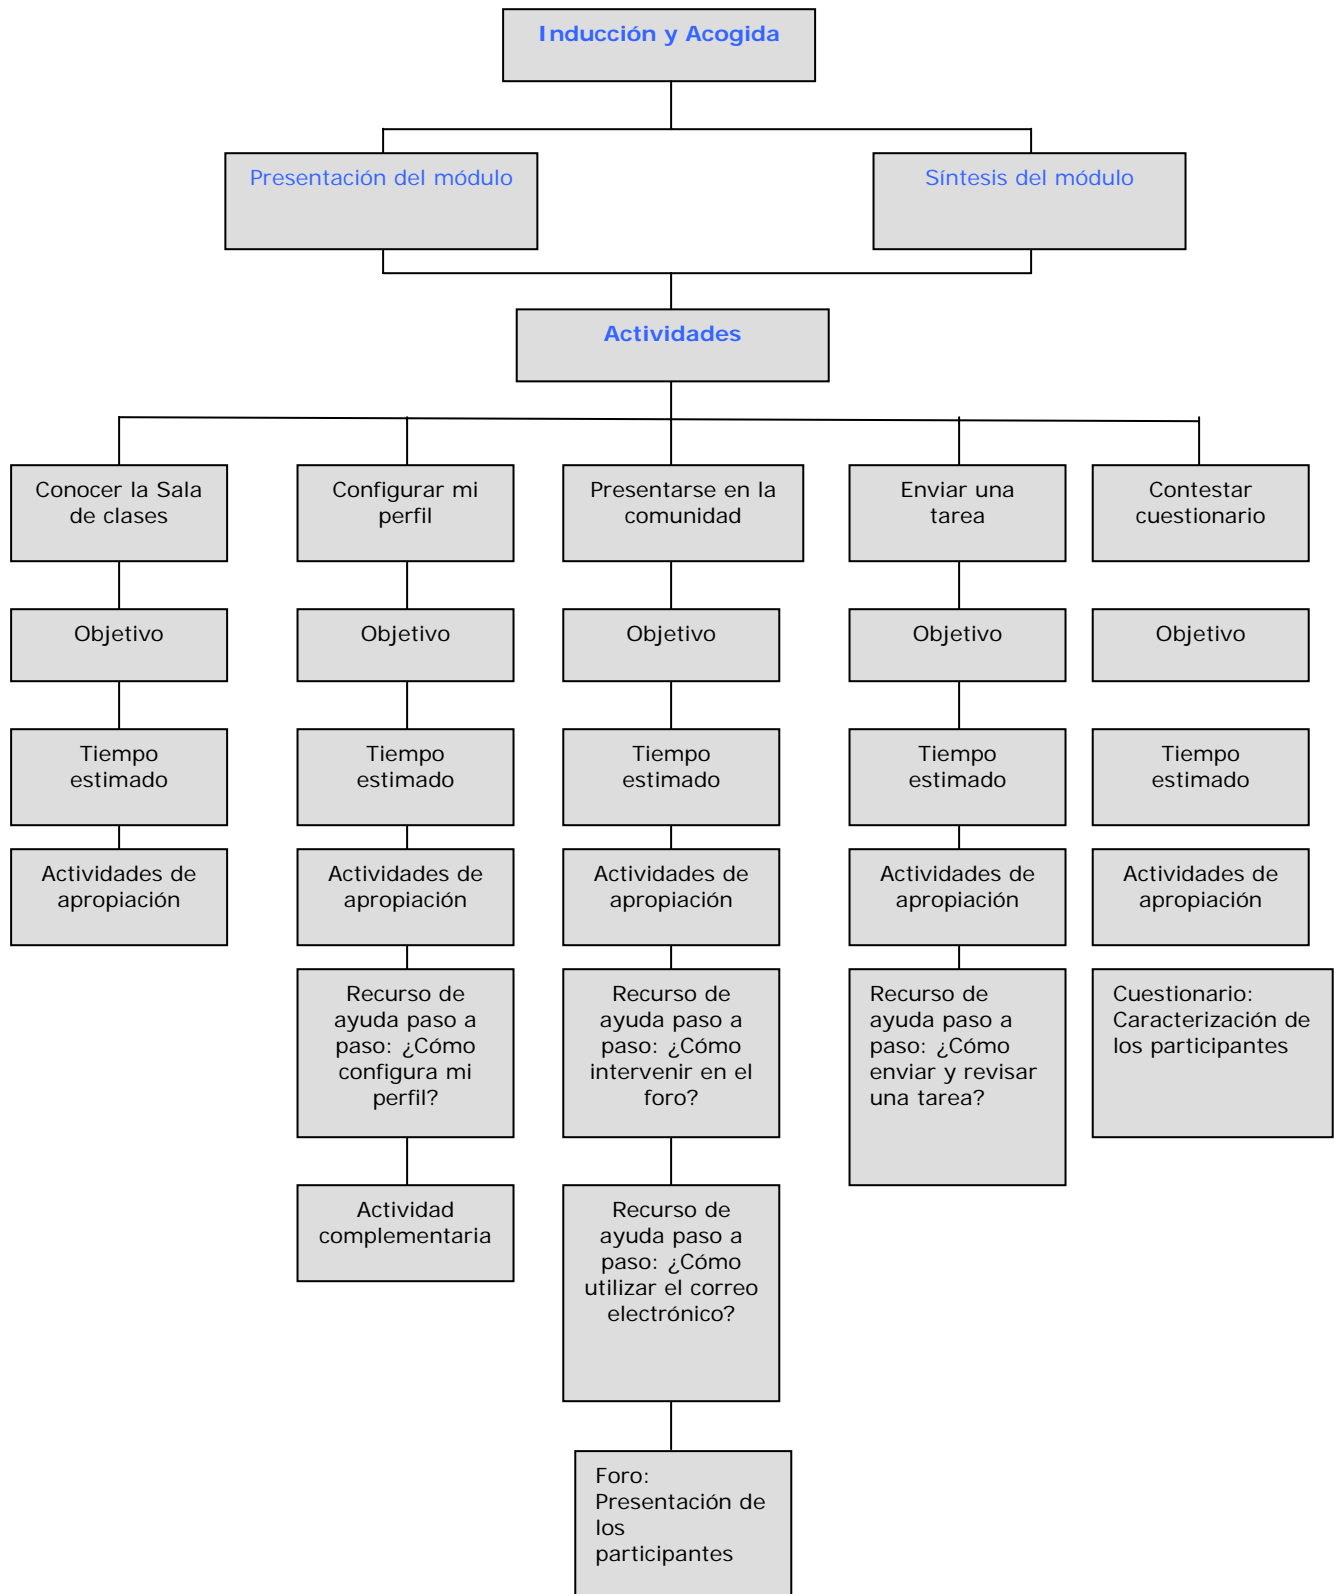 Inducción y Acogida
Presentación del módulo
Síntesis del módulo
Actividades
Conocer la Sala
de clases
Configurar mi
perfil
Presentarse en la
comunidad
Enviar una
tarea
Contestar
cuestionario
Objetivo
Objetivo
Objetivo
Objetivo
Objetivo
Tiempo
estimado
Tiempo
estimado
Tiempo
estimado
Tiempo
estimado
Tiempo
estimado
Actividades de
apropiación
Actividades de
apropiación
Actividades de
apropiación
Actividades de
apropiación
Actividades de
apropiación
Recurso de
ayuda paso a
paso: ¿Cómo
configura mi
perfil?
Recurso de
ayuda paso a
paso: ¿Cómo
intervenir en el
foro?
Recurso de
ayuda paso a
paso: ¿Cómo
enviar y revisar
una tarea?
Cuestionario:
Caracterización de
los participantes
Actividad
complementaria
Recurso de
ayuda paso a
paso: ¿Cómo
utilizar el correo
electrónico?
Foro:
Presentación de
los
participantes